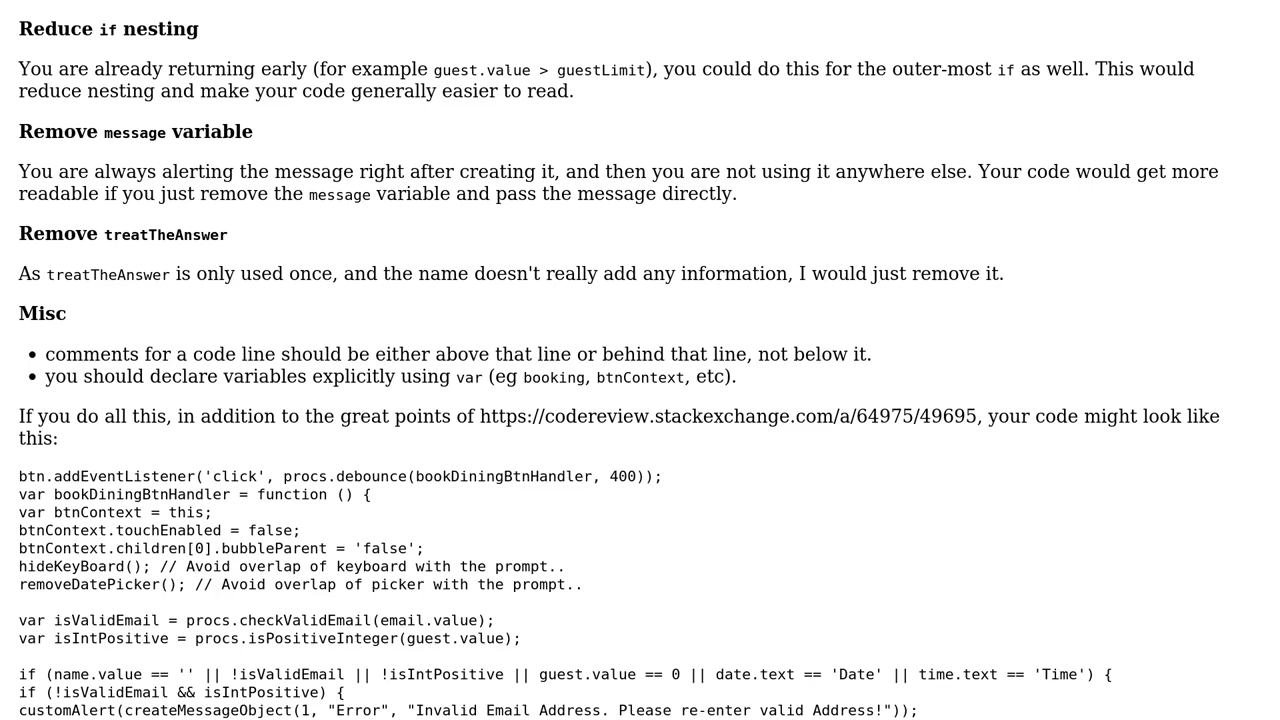 Reduce if nesting
You are already returning early (for example guest.value > guestLimit), you could do this for the outer-most if as well. This would
reduce nesting and make your code generally easier to read.
Remove message variable
You are always alerting the message right after creating it, and then you are not using it anywhere else. Your code would get more
readable if you just remove the message variable and pass the message directly.
Remove treatTheAnswer
As treatTheAnswer is only used once, and the name doesn't really add any information, I would just remove it.
Misc
• comments for a code line should be either above that line or behind that line, not below it.
• you should declare variables explicitly using var (eg booking, btnContext, etc).
If you do all this, in addition to the great points of https://codereview.stackexchange.com/a/64975/49695, your code might look like
this:
btn.addEventListener('click', procs.debounce(bookDiningBtnHandler, 400));
var bookDiningBtnHandler = function () {
var btnContext = this;
btnContext.touchEnabled = false;
btnContext.children[0].bubbleParent = 'false';
hideKeyBoard(); // Avoid overlap of keyboard with the prompt..
removeDatePicker(); // Avoid overlap of picker with the prompt..
var isValidEmail = procs.checkValidEmail(email.value);
var isIntPositive = procs.isPositiveInteger(guest.value);
if (name.value == '' || !isValidEmail || !isIntPositive || guest.value == 0 || date.text == 'Date' || time.text == 'Time') {
if (!isValidEmail && isIntPositive) {
customAlert(createMessageObject(1, "Error", "Invalid Email Address. Please re-enter valid Address!"));